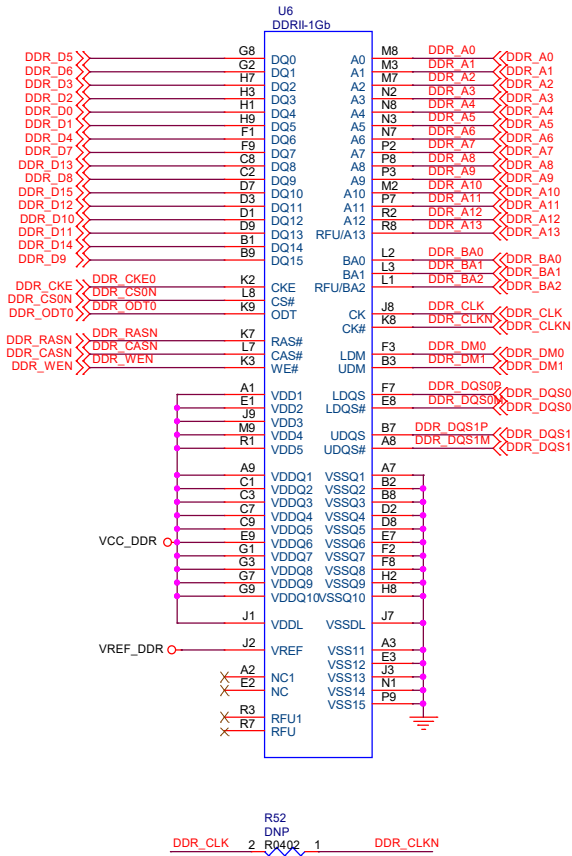 U6
DDRII-1Gb
DDR_D5 G8 DQ0 A0 M8 DDR_A0 DDR_A0
DDR_D6 G2 DQ1 A1 M3 DDR_A1 DDR_A1
DDR_D3 H7 DQ2 A2 M7 DDR_A2 DDR_A2
DDR_D2 H3 DQ3 A3 N2 DDR_A3 DDR_A3
DDR_D0 H1 DQ4 A4 N8 DDR_A4 DDR_A4
DDR_D1 H9 DQ5 A5 N3 DDR_A5 DDR_A5
DDR_D4 F1 DQ6 A6 N7 DDR_A6 DDR_A6
DDR_D7 F9 DQ7 A7 P2 DDR_A7 DDR_A7
DDR_D13 C8 DQ8 A8 P8 DDR_A8 DDR_A8
DDR_D8 C2 DQ9 A9 P3 DDR_A9 DDR_A9
DDR_D15 D7 DQ10 A10 M2 DDR_A10 DDR_A10
DDR_D12 D3 DQ11 A11 P7 DDR_A11 DDR_A11
DDR_D10 D1 DQ12 A12 R2 DDR_A12 DDR_A12
DDR_D11 D9 DQ13 RFU/A13 R8 DDR_A13 DDR_A13
DDR_D14 B1 DQ14
DDR_D9 B9 DQ15 BA0 L2 DDR_BA0 DDR_BA0
BA1 L3 DDR_BA1 DDR_BA1
DDR_CKE DDR_CKE0 K2 CKE RFU/BA2 L1 DDR_BA2 DDR_BA2
DDR_CS0N DDR_CS0N L8 CS#
DDR_ODT0 DDR_ODT0 K9 ODT CK J8 DDR_CLK DDR_CLK
CK# K8 DDR_CLKN DDR_CLKN
DDR_RASN DDR_RASN K7 RAS#
DDR_CASN DDR_CASN L7 CAS# LDM F3 DDR_DM0 DDR_DM0
DDR_WEN DDR_WEN K3 WE# UDM B3 DDR_DM1 DDR_DM1
A1 VDD1 LDQS F7 DDR_DQS0P DDR_DQS0
E1 VDD2 LDQS# E8 DDR_DQS0M DDR_DQS0
J9 VDD3
M9 VDD4 UDQS B7 DDR_DQS1P DDR_DQS1
R1 VDD5 UDQS# A8 DDR_DQS1M DDR_DQS1
A9 VDDQ1 VSSQ1 A7
C1 VDDQ2 VSSQ2 B2
C3 VDDQ3 VSSQ3 B8
C7 VDDQ4 VSSQ4 D2
C9 VDDQ5 VSSQ5 D8
VCC_DDR E9 VDDQ6 VSSQ6 E7
G1 VDDQ7 VSSQ7 F2
G3 VDDQ8 VSSQ8 F8
G7 VDDQ9 VSSQ9 H2
G9 VDDQ10 VSSQ10 H8
J1 VDDL VSSDL J7
VREF_DDR J2 VREF VSS11 A3
VSS12 E3
A2 NC1 VSS13 J3
E2 NC VSS14 N1
VSS15 P9
R3 RFU1
R7 RFU
R52
DNP
DDR_CLK 2 R0402 1 DDR_CLKN